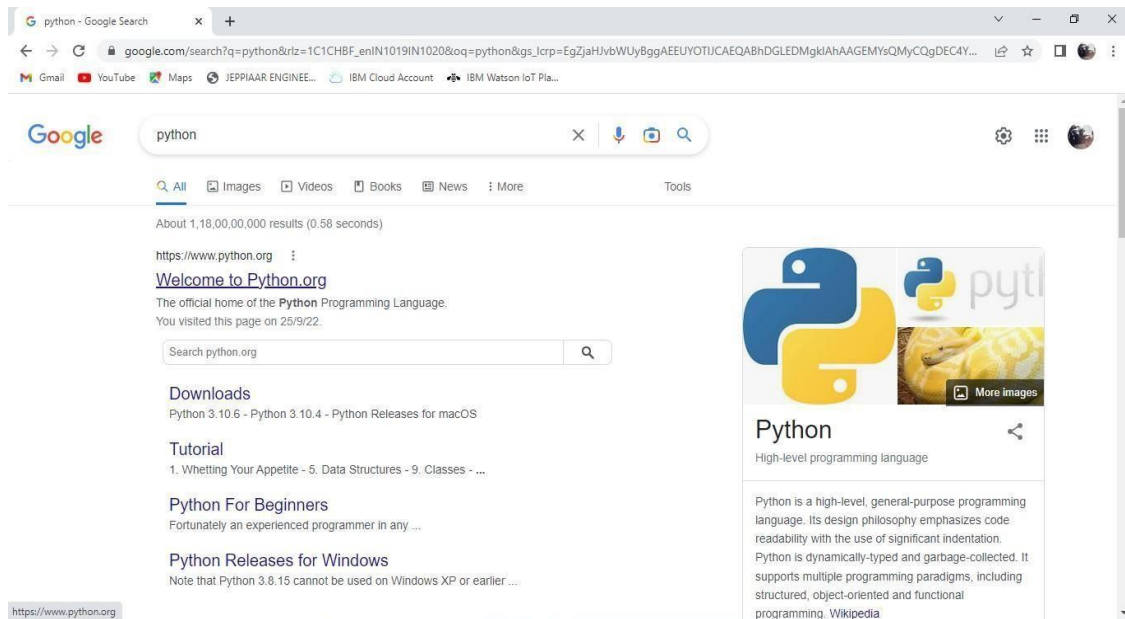 python - Google Search
google.com/search?q=python&rlz=1C1CHBF_enIN1019IN1020&oq=python&gs_lcrp=EgZjaHJvbWUyBggAEEUYOTIJCAEQABhDGLEDMgkIAhAAGEMYsQMyCQgDEC4Y...
Gmail YouTube Maps JEPPIAAR ENGINEE... IBM Cloud Account IBM Watson IoT Pla...
Google python
All Images Videos Books News More Tools
About 1,18,00,00,000 results (0.58 seconds)
https://www.python.org
Welcome to Python.org
The official home of the Python Programming Language.
You visited this page on 25/9/22.
Search python.org
Downloads
Python 3.10.6 - Python 3.10.4 - Python Releases for macOS
Tutorial
1. Whetting Your Appetite - 5. Data Structures - 9. Classes - ...
Python For Beginners
Fortunately an experienced programmer in any ...
Python Releases for Windows
Note that Python 3.8.15 cannot be used on Windows XP or earlier ...
pyth
More images
Python
High-level programming language
Python is a high-level, general-purpose programming
language. Its design philosophy emphasizes code
readability with the use of significant indentation.
Python is dynamically-typed and garbage-collected. It
supports multiple programming paradigms, including
structured, object-oriented and functional
programming. Wikipedia
https://www.python.org